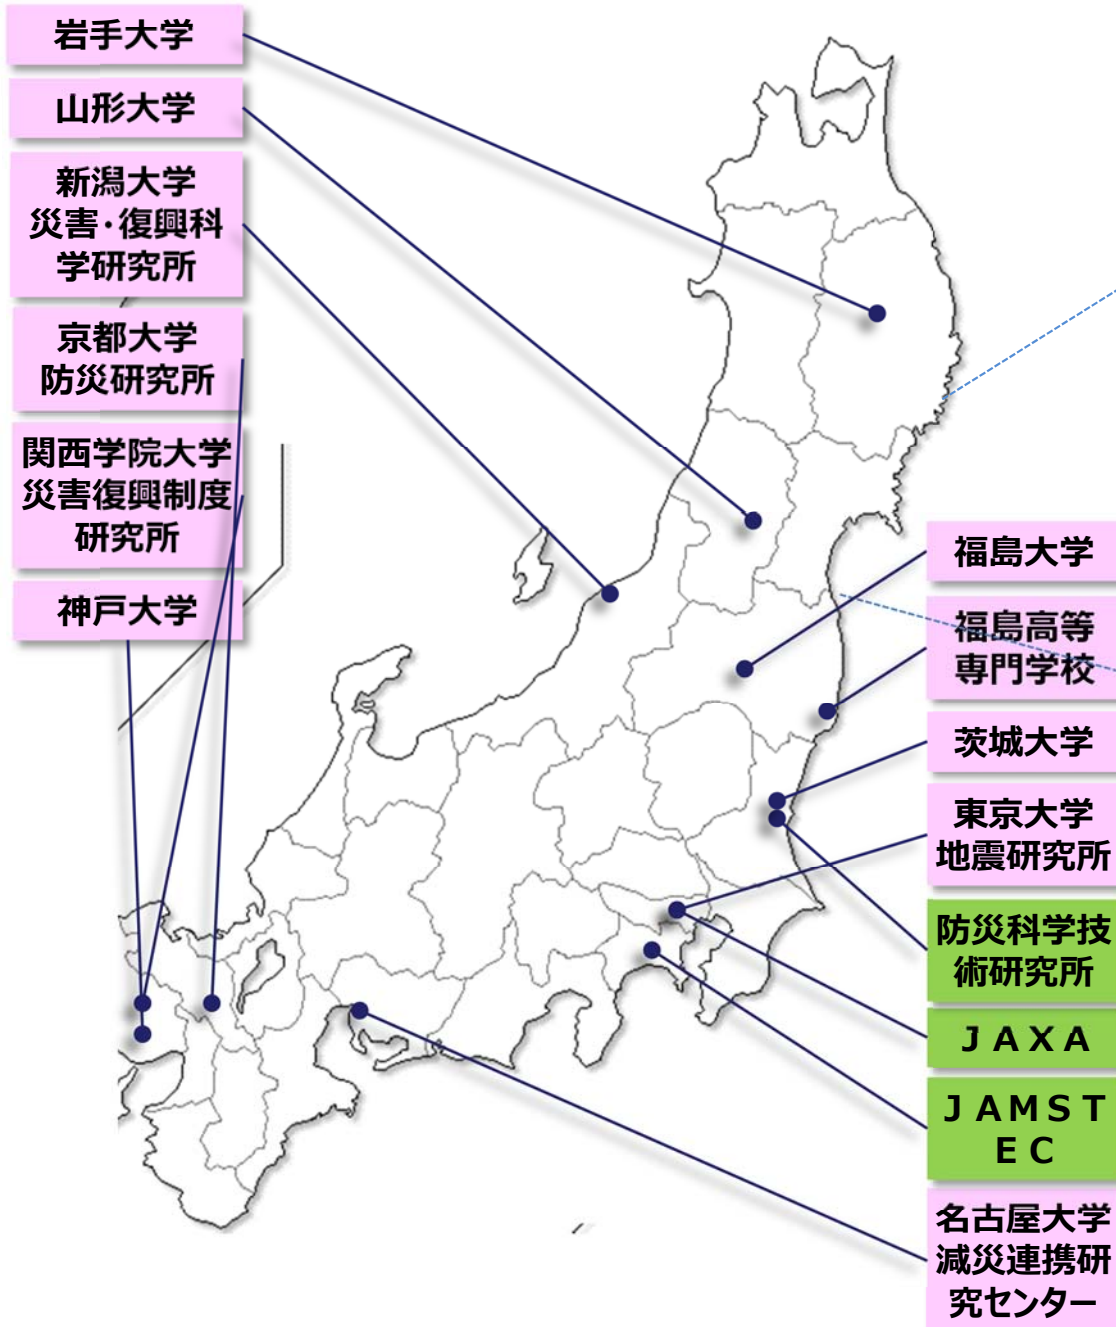 岩手大学
山形大学
新潟大学
災害・復興科
学研究所
京都大学
防災研究所
関西学院大学
災害復興制度
研究所
神戸大学
福島大学
福島高等
専門学校
茨城大学
東京大学
地震研究所
防災科学技
術研究所
ＪＡＸＡ
ＪＡＭＳＴ
ＥＣ
名古屋大学
減災連携研
究センター